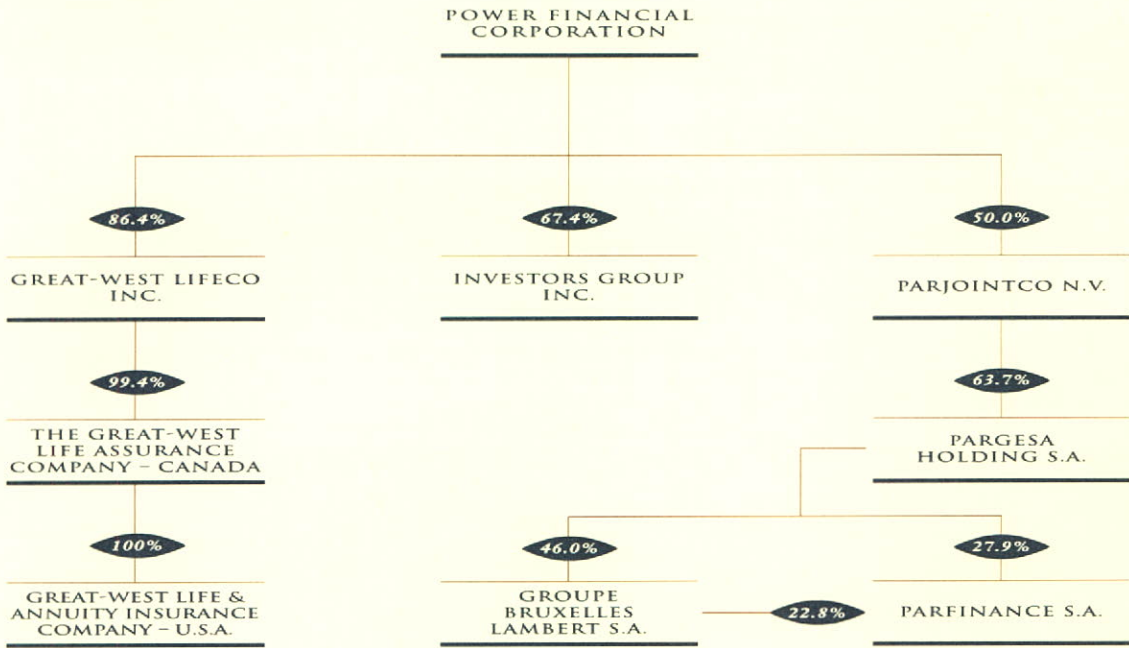 POWER FINANCIAL
CORPORATION
86.4%
67.4%
50.0%
GREAT-WEST LIFECO
INC.
INVESTORS GROUP
INC.
PARJOINTCO N.V.
99.4%
63.7%
THE GREAT-WEST
LIFE ASSURANCE
COMPANY – CANADA
PARGESA
HOLDING S.A.
100%
46.0%
27.9%
GREAT-WEST LIFE &
ANNUITY INSURANCE
COMPANY – U.S.A.
GROUPE
BRUXELLES
LAMBERT S.A.
22.8%
PARFINANCE S.A.